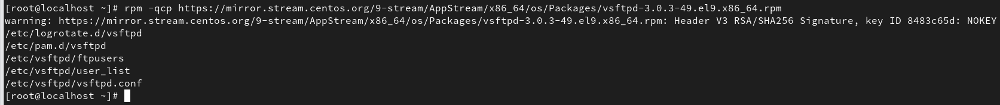 [root@localhost ~]# rpm -qcp https://mirror.stream.centos.org/9-stream/AppStream/x86_64/os/Packages/vsftpd-3.0.3-49.el9.x86_64.rpm
warning: https://mirror.stream.centos.org/9-stream/AppStream/x86_64/os/Packages/vsftpd-3.0.3-49.el9.x86_64.rpm: Header V3 RSA/SHA256 Signature, key ID 8483c65d: NOKEY
/etc/logrotate.d/vsftpd
/etc/pam.d/vsftpd
/etc/vsftpd/ftpusers
/etc/vsftpd/user_list
/etc/vsftpd/vsftpd.conf
[root@localhost ~]#